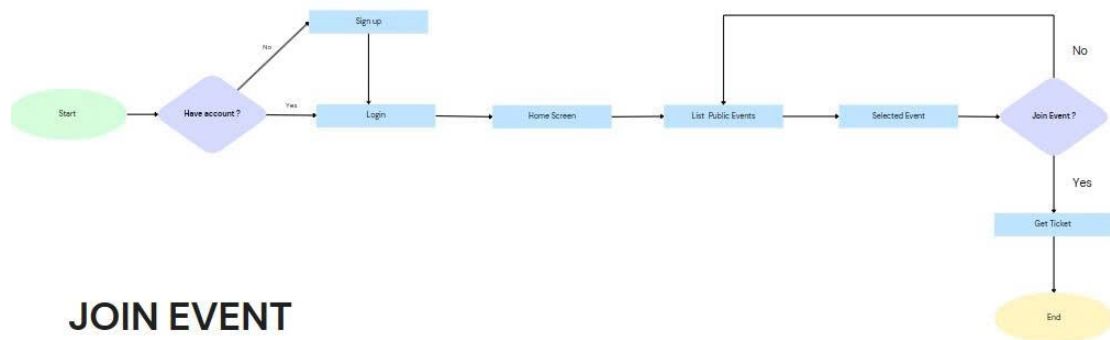 Sign up
No
No
Start
Have account ?
Yes
Login
Home Screen
List Public Events
Selected Event
Join Event ?
Yes
Get Ticket
JOIN EVENT
End